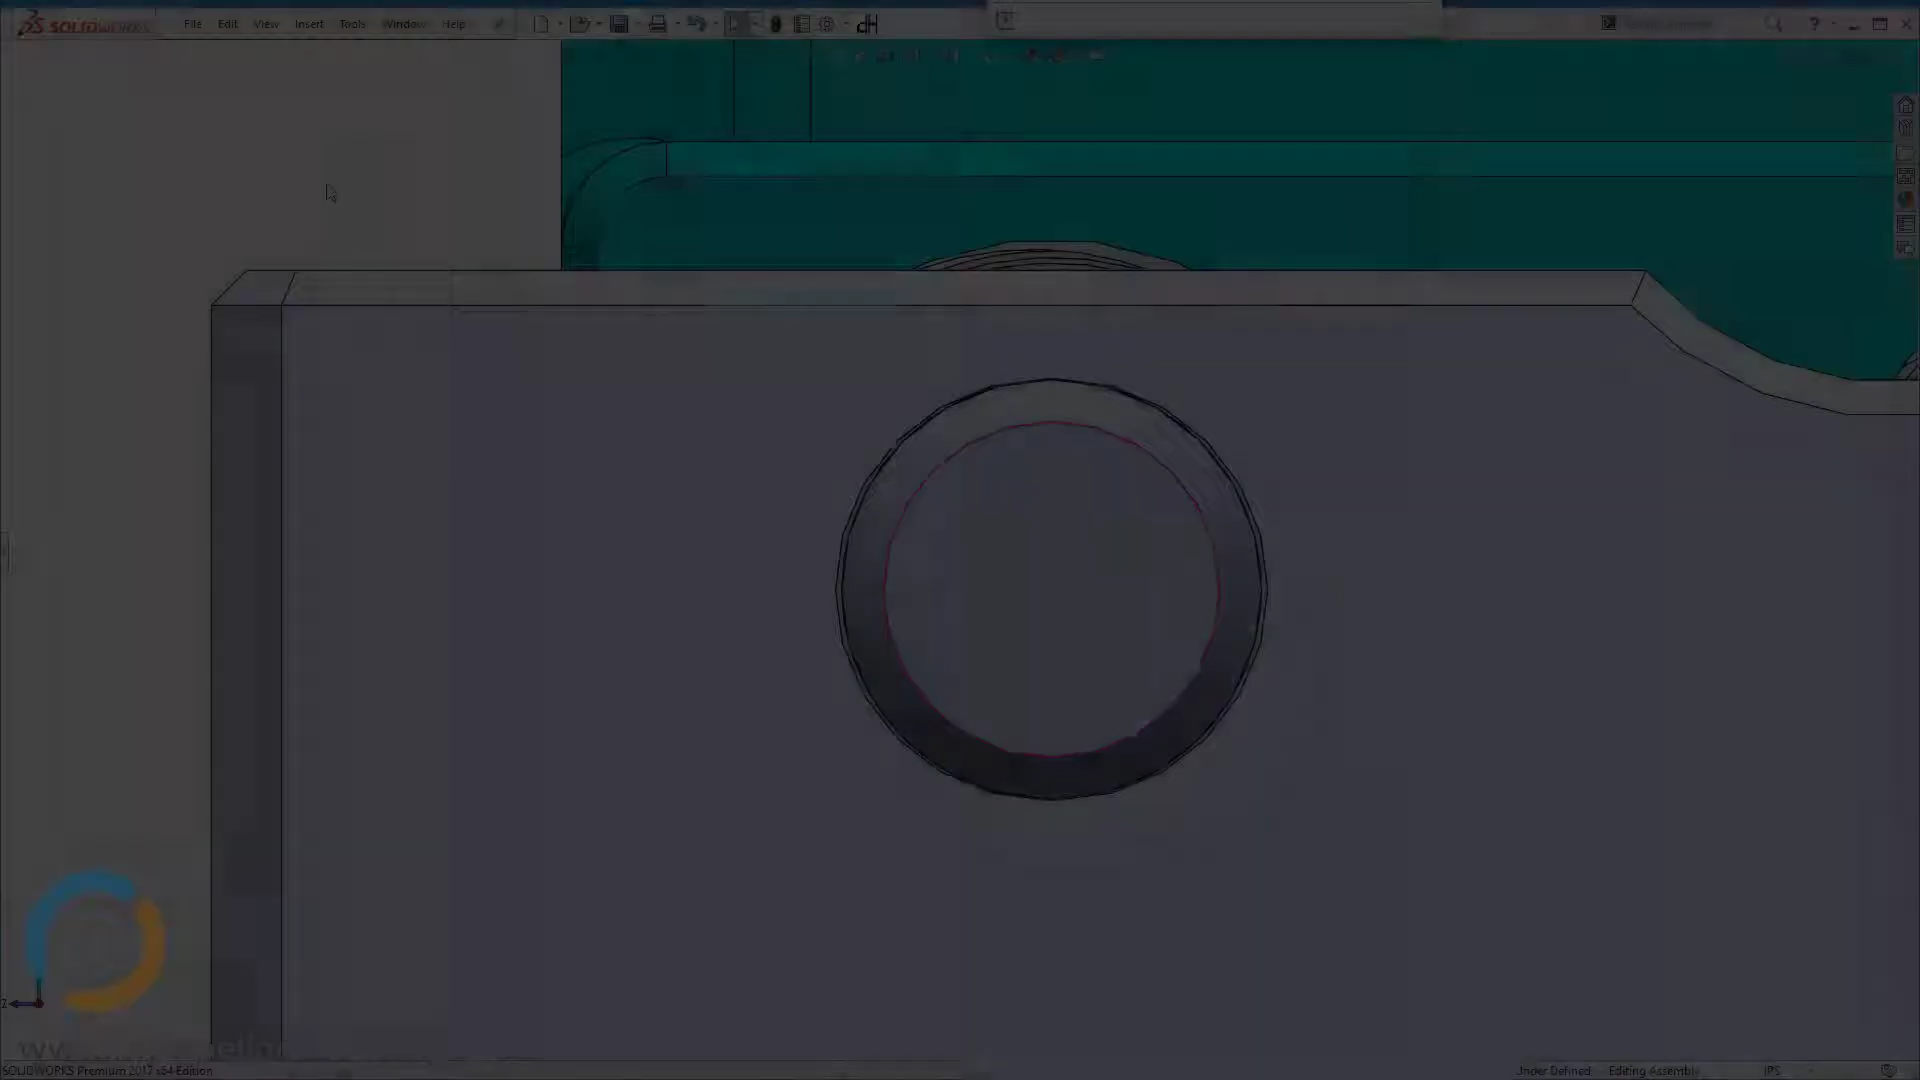 SOLIDWORKS File Edit View Insert Tools Window Help
SOLIDWORKS Premium 2017 x64 Edition Under Defined Editing Assembly IPS